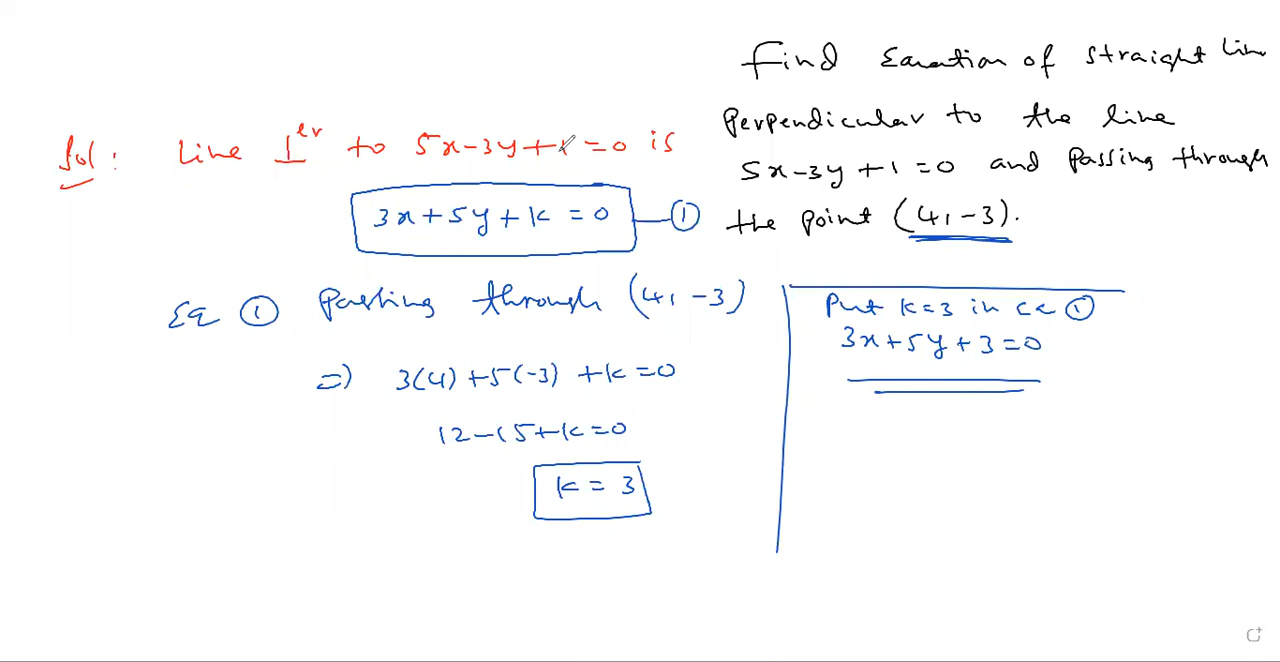 Find Equation of straight line
Perpendicular to the line
5x-3y+1=0 and Passing through
the point (4,-3).
Sol: Line ⊥er to 5x-3y+1=0 is
3x+5y+k=0 —①
Eq ① Passing through (4,-3)
=) 3(4)+5(-3)+k=0
12-15+k=0
k=3
Put k=3 in ①
3x+5y+3=0